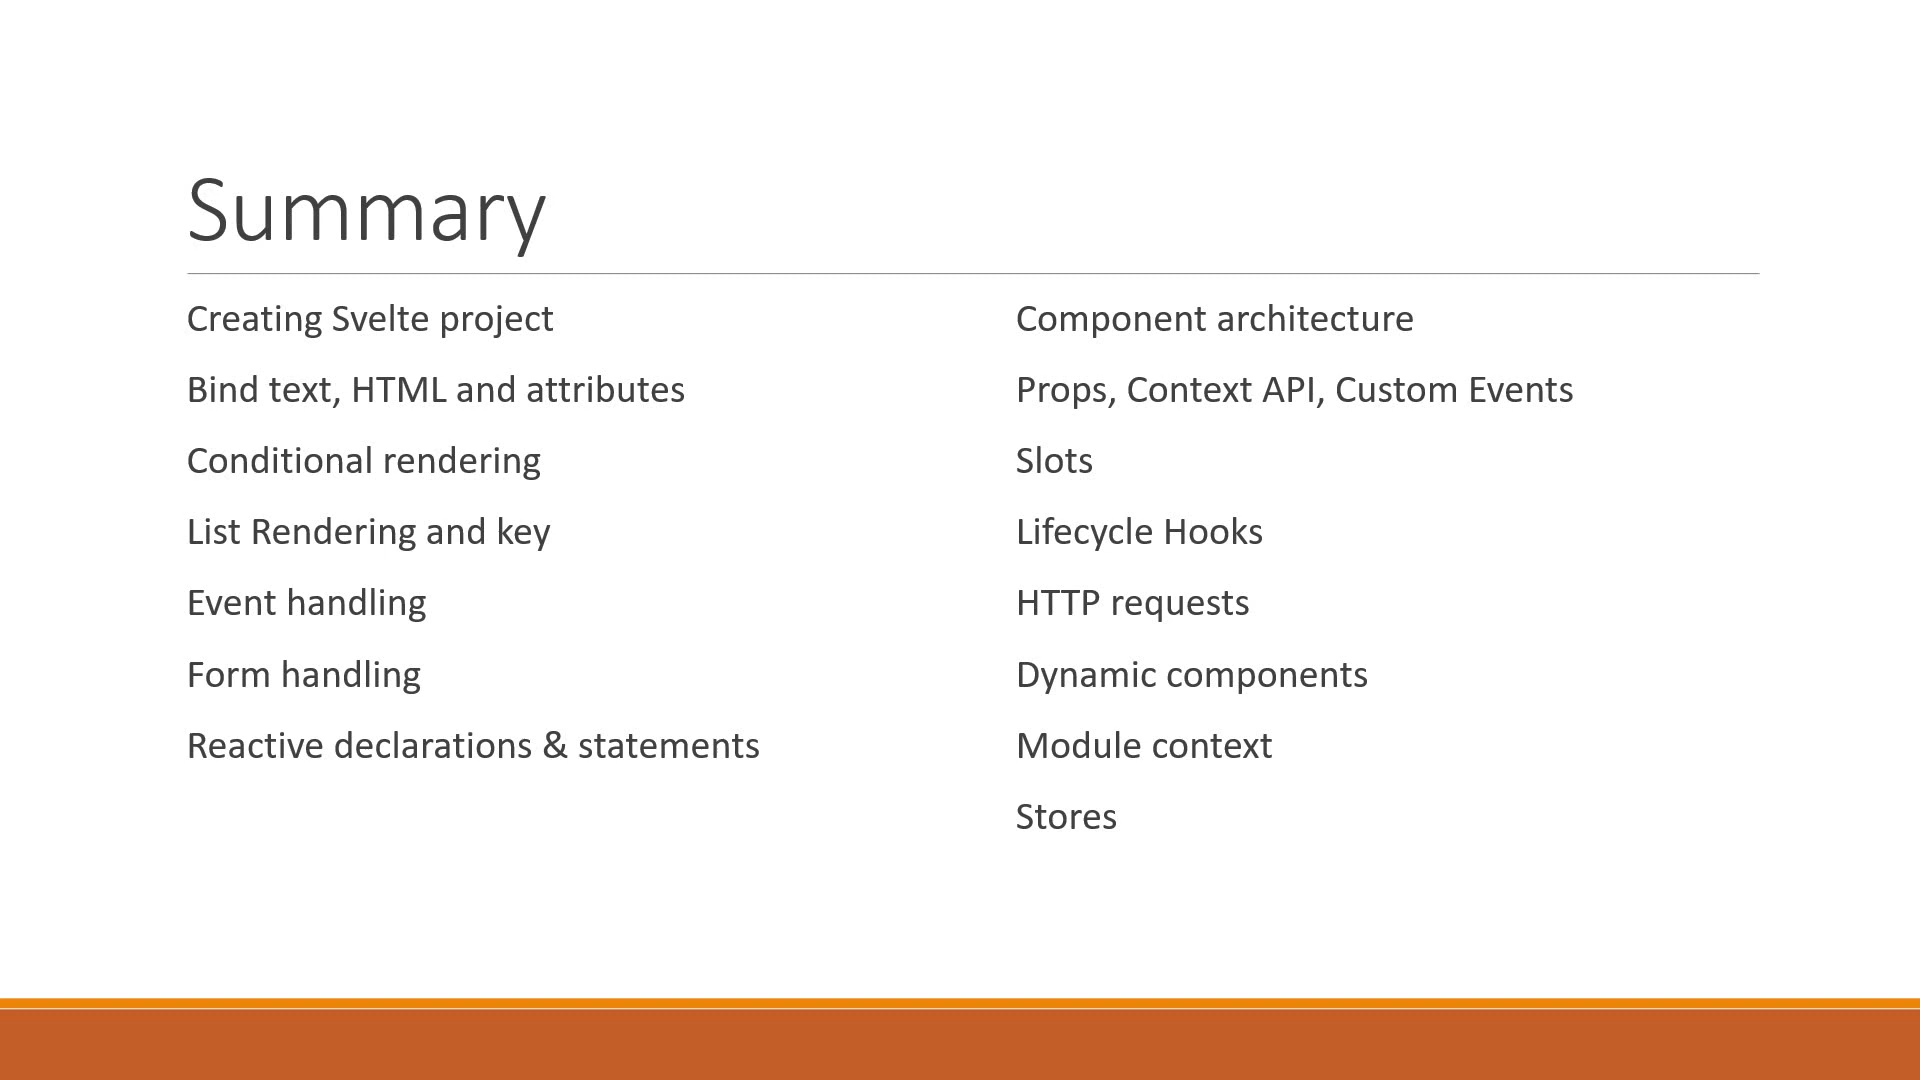 Summary
Creating Svelte project
Bind text, HTML and attributes
Conditional rendering
List Rendering and key
Event handling
Form handling
Reactive declarations & statements
Component architecture
Props, Context API, Custom Events
Slots
Lifecycle Hooks
HTTP requests
Dynamic components
Module context
Stores